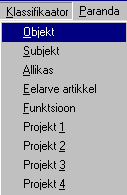 Klassifikaator Paranda
Objekt
Subjekt
Allikas
Eelarve artikkel
Funktsioon
Projekt 1
Projekt 2
Projekt 3
Projekt 4